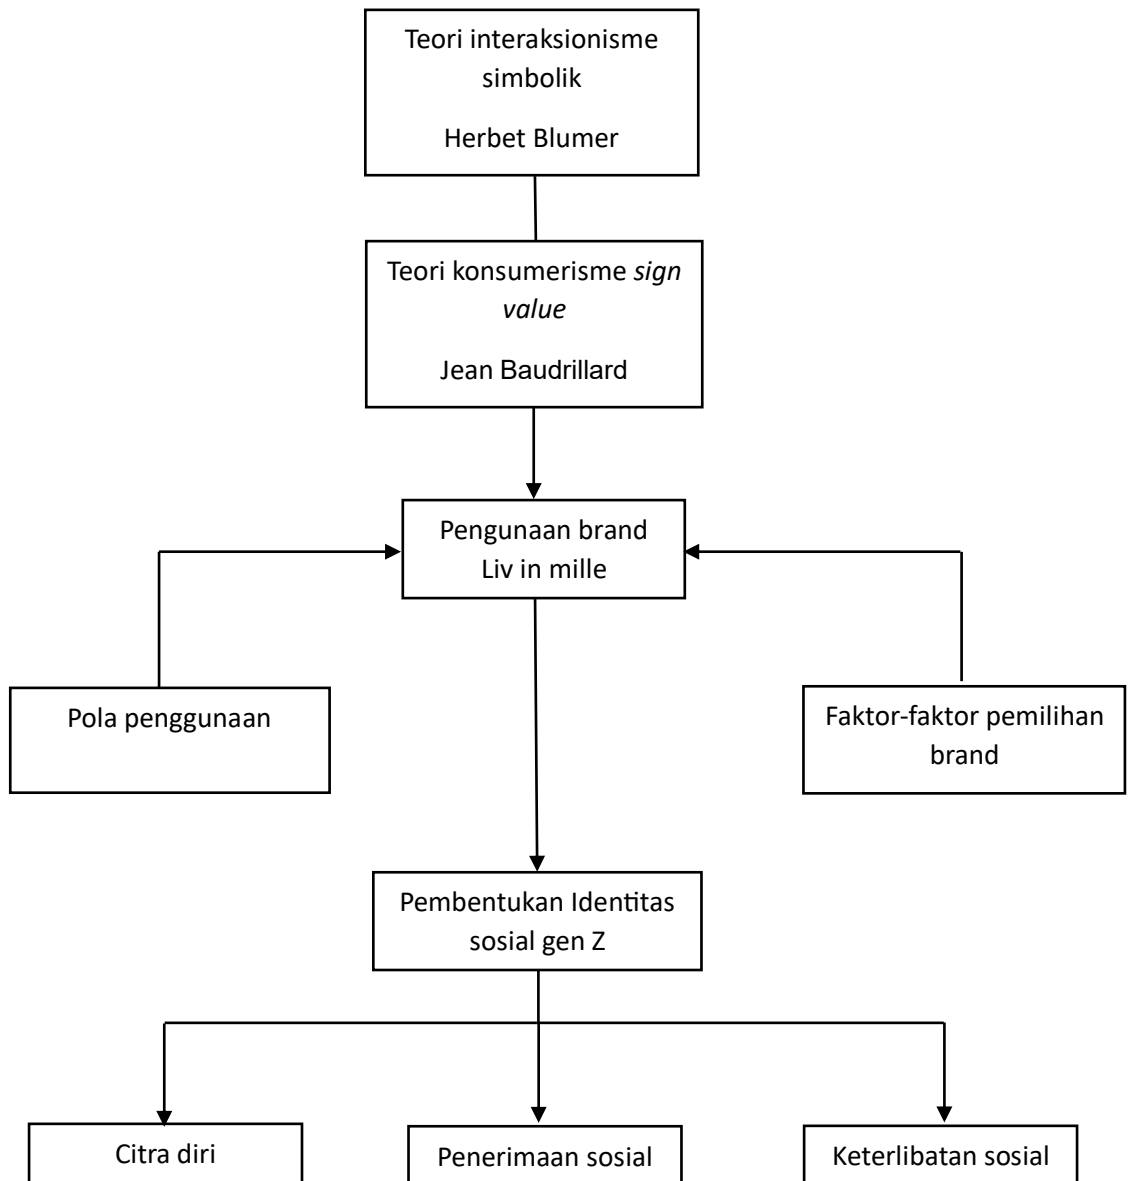 Teori interaksionisme
simbolik
Herbet Blumer
Teori konsumerisme sign
value
Jean Baudrillard
Pengunaan brand
Liv in mille
Pola penggunaan
Faktor-faktor pemilihan
brand
Pembentukan Identitas
sosial gen Z
Citra diri
Penerimaan sosial
Keterlibatan sosial